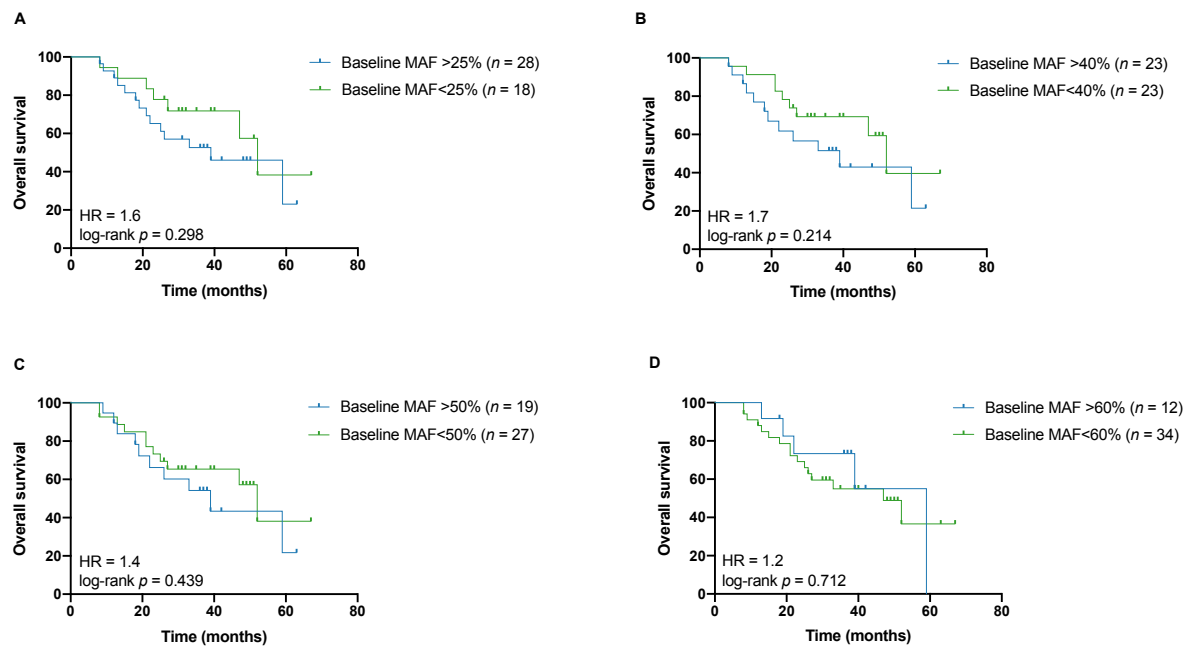 A
Overall survival
100
80
60
40
20
0
0 20 40 60 80
Time (months)
HR = 1.6
log-rank p = 0.298
Baseline MAF >25% (n = 28)
Baseline MAF<25% (n = 18)
B
Overall survival
100
80
60
40
20
0
0 20 40 60 80
Time (months)
HR = 1.7
log-rank p = 0.214
Baseline MAF >40% (n = 23)
Baseline MAF<40% (n = 23)
C
Overall survival
100
80
60
40
20
0
0 20 40 60 80
Time (months)
HR = 1.4
log-rank p = 0.439
Baseline MAF >50% (n = 19)
Baseline MAF<50% (n = 27)
D
Overall survival
100
80
60
40
20
0
0 20 40 60 80
Time (months)
HR = 1.2
log-rank p = 0.712
Baseline MAF >60% (n = 12)
Baseline MAF<60% (n = 34)